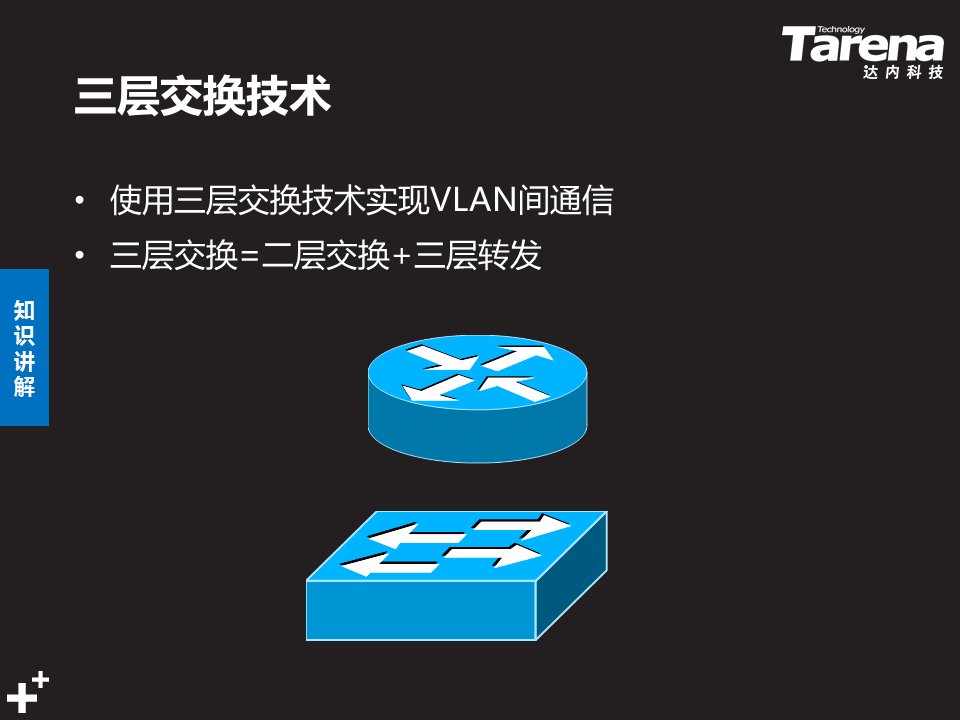 Technology
Tarena
达内科技
三层交换技术
• 使用三层交换技术实现VLAN间通信
• 三层交换=二层交换+三层转发
知
识
讲
解